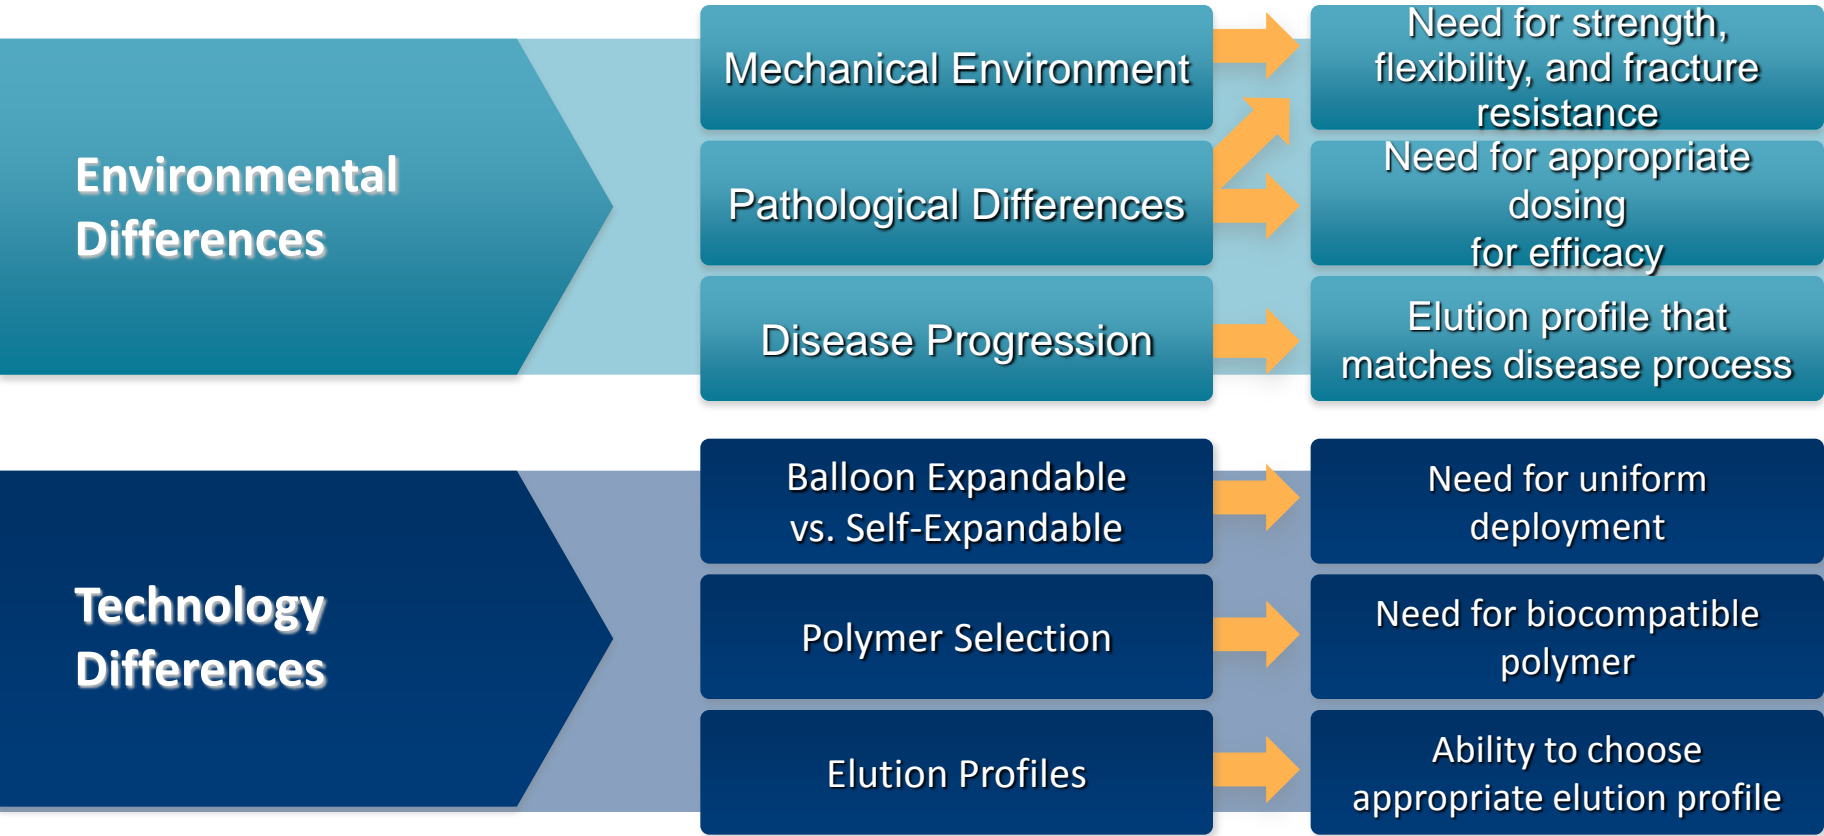 Environmental
Differences
Mechanical Environment
Need for strength,
flexibility, and fracture
resistance
Pathological Differences
Need for appropriate
dosing
for efficacy
Disease Progression
Elution profile that
matches disease process
Technology
Differences
Balloon Expandable
vs. Self-Expandable
Need for uniform
deployment
Polymer Selection
Need for biocompatible
polymer
Elution Profiles
Ability to choose
appropriate elution profile